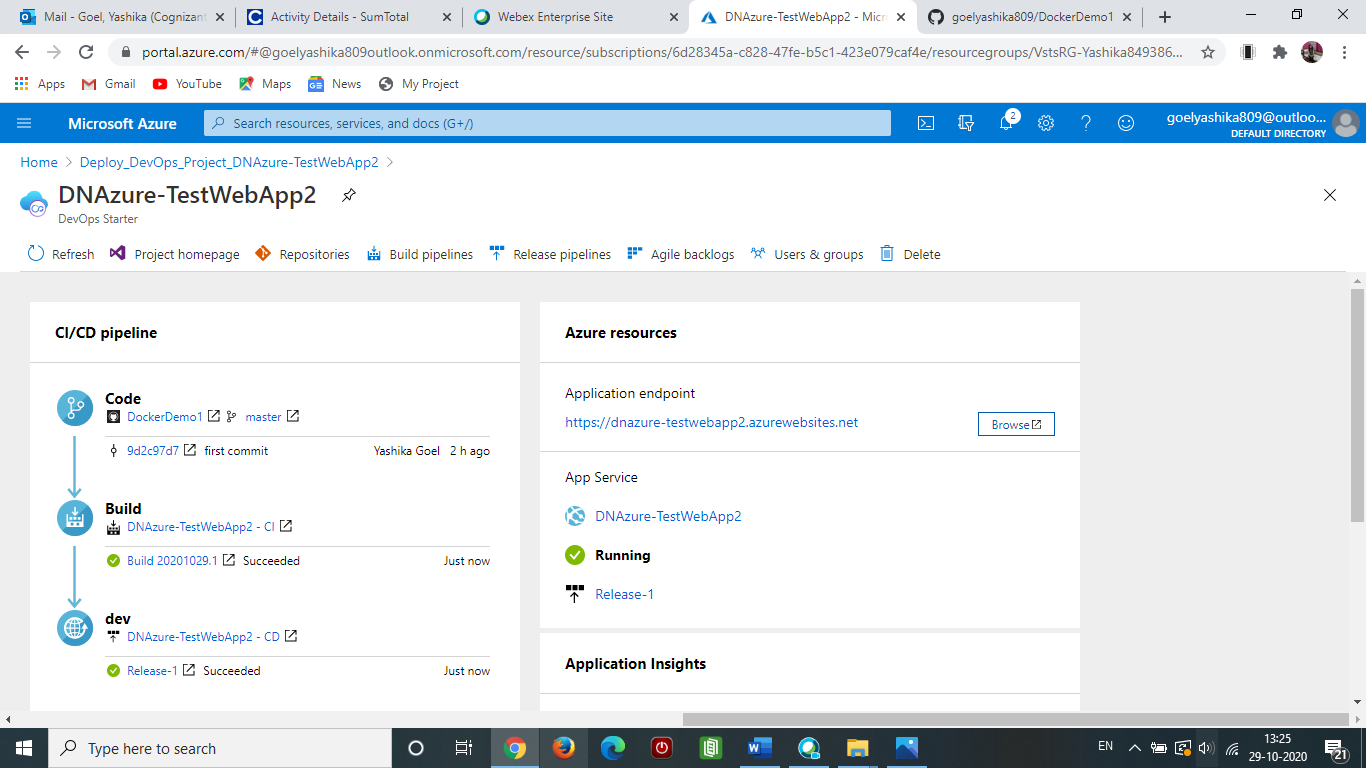 Mail - Goel, Yashika (Cognizant
Activity Details - SumTotal
Webex Enterprise Site
DNAzure-TestWebApp2 - Micr
goelyashika809/DockerDemo1
portal.azure.com/#@goelyashika809outlook.onmicrosoft.com/resource/subscriptions/6d28345a-c828-47fe-b5c1-423e079caf4e/resourcegroups/VstsRG-Yashika849386...
Apps
Gmail
YouTube
Maps
News
My Project
Microsoft Azure
Search resources, services, and docs (G+/)
2
goelyashika809@outloo...
DEFAULT DIRECTORY
Home > Deploy_DevOps_Project_DNAzure-TestWebApp2 >
DNAzure-TestWebApp2
DevOps Starter
Refresh
Project homepage
Repositories
Build pipelines
Release pipelines
Agile backlogs
Users & groups
Delete
CI/CD pipeline
Code
DockerDemo1 master
9d2c97d7 first commit Yashika Goel 2 h ago
Build
DNAzure-TestWebApp2 - CI
Build 20201029.1 Succeeded Just now
dev
DNAzure-TestWebApp2 - CD
Release-1 Succeeded Just now
Azure resources
Application endpoint
https://dnazure-testwebapp2.azurewebsites.net
Browse
App Service
DNAzure-TestWebApp2
Running
Release-1
Application Insights
Type here to search
EN
13:25
29-10-2020
21